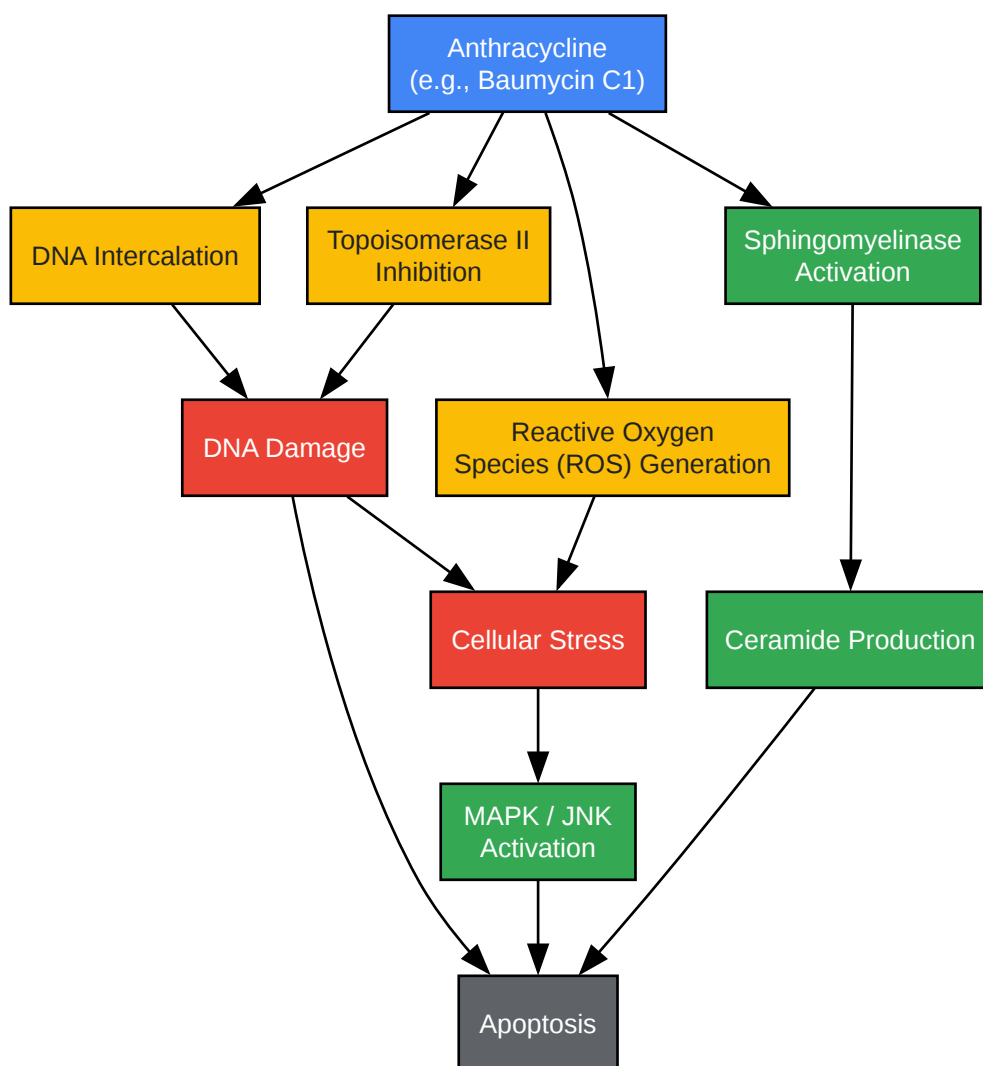 Anthracycline
(e.g., Baumycin C1)
DNA Intercalation
Topoisomerase II
Inhibition
Sphingomyelinase
Activation
DNA Damage
Reactive Oxygen
Species (ROS) Generation
Cellular Stress
Ceramide Production
MAPK / JNK
Activation
Apoptosis